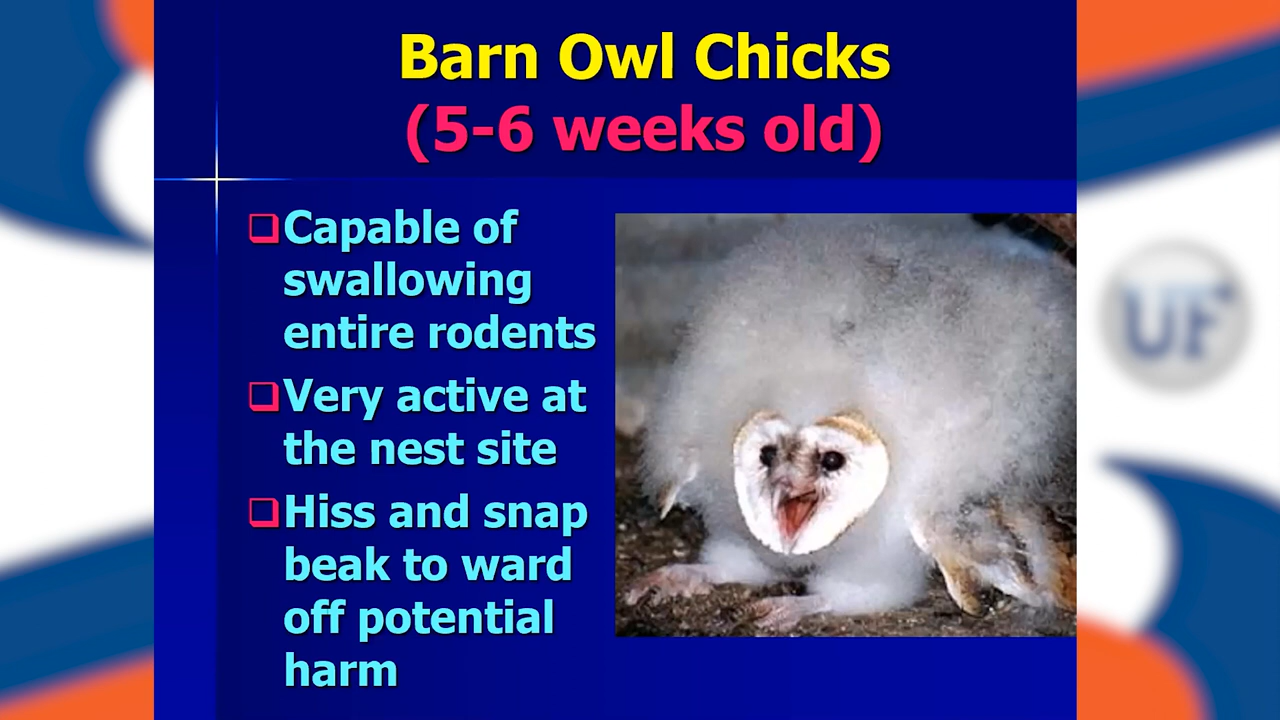 Barn Owl Chicks
(5-6 weeks old)
Capable of
swallowing
entire rodents
Very active at
the nest site
Hiss and snap
beak to ward
off potential
harm
UF